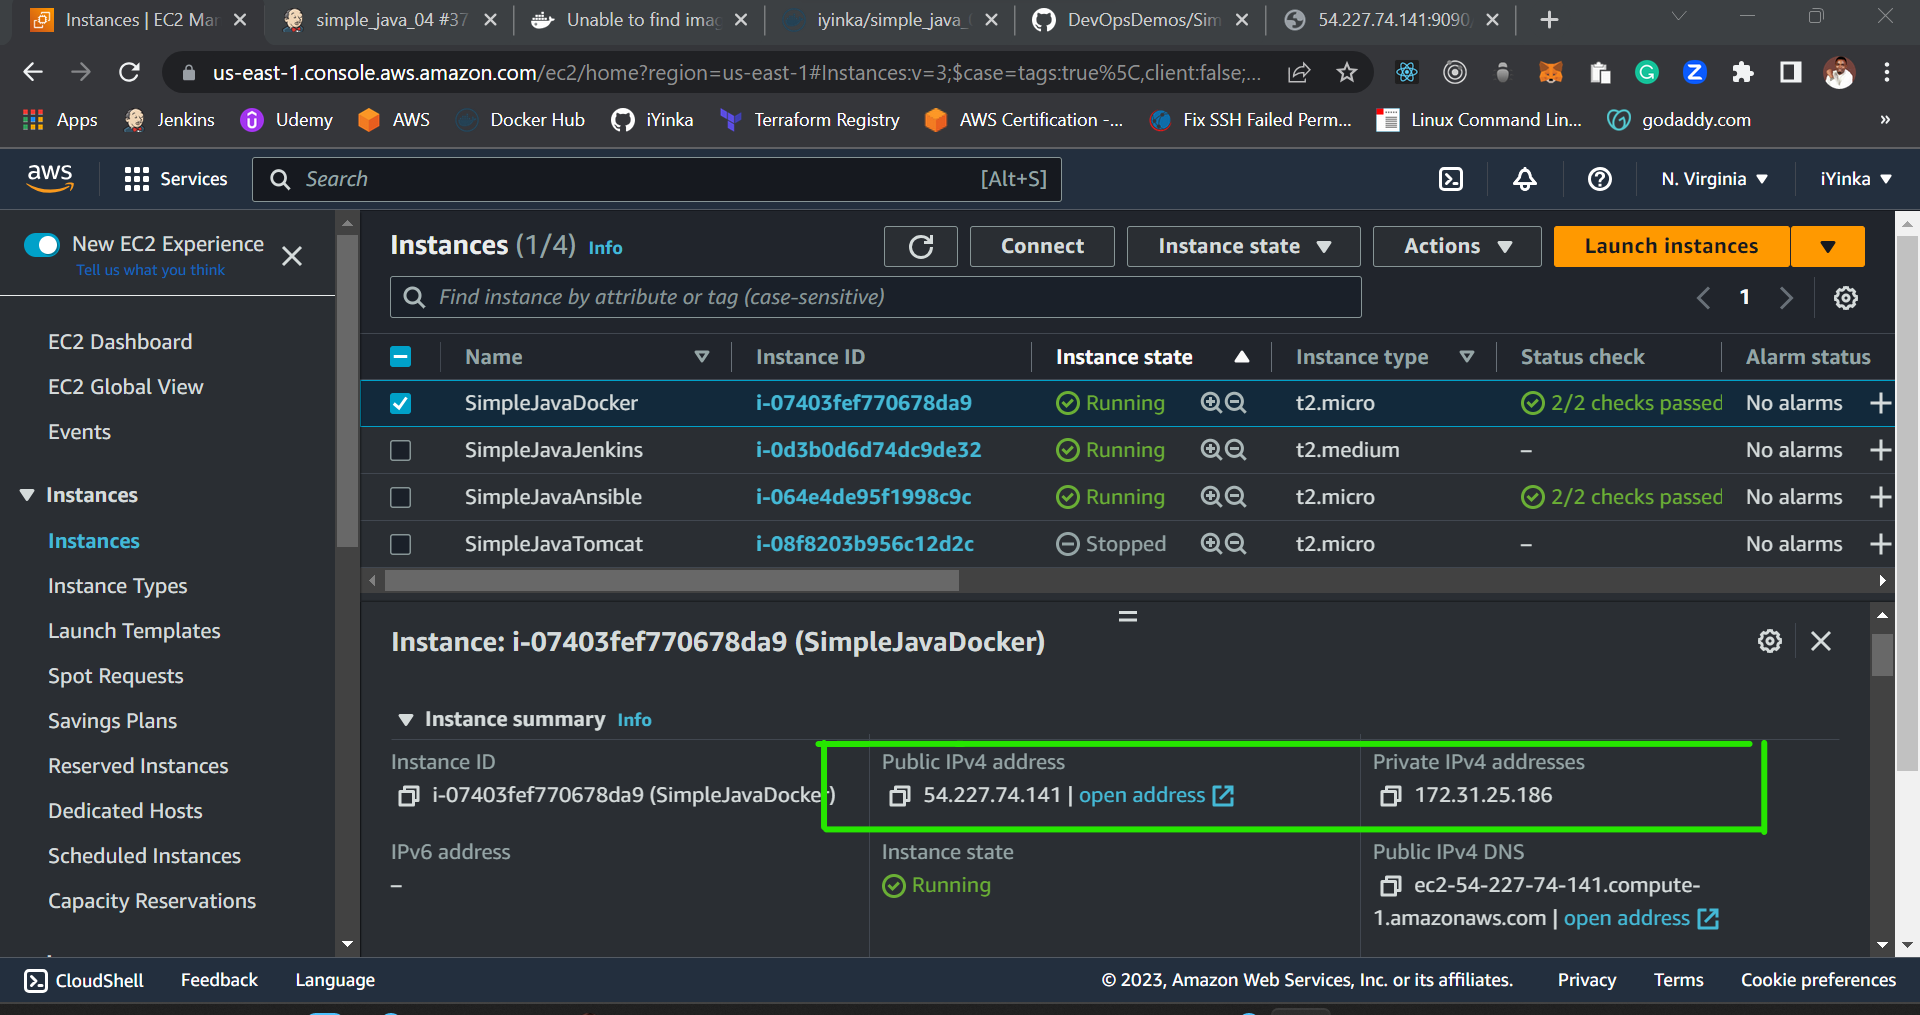 Instances | EC2 Mar
simple_java_04 #37
Unable to find imag
iyinka/simple_java_
DevOpsDemos/Sim
54.227.74.141:9090
us-east-1.console.aws.amazon.com/ec2/home?region=us-east-1#Instances:v=3;$case=tags:true%5C,client:false;...
Apps
Jenkins
Udemy
AWS
Docker Hub
iYinka
Terraform Registry
AWS Certification -...
Fix SSH Failed Perm...
Linux Command Lin...
godaddy.com
»
aws
Services
Search
[Alt+S]
N. Virginia
iYinka
New EC2 Experience
Tell us what you think
EC2 Dashboard
EC2 Global View
Events
Instances
Instances
Instance Types
Launch Templates
Spot Requests
Savings Plans
Reserved Instances
Dedicated Hosts
Scheduled Instances
Capacity Reservations
Instances (1/4) Info
Connect
Instance state
Actions
Launch instances
Find instance by attribute or tag (case-sensitive)
1
Name Instance ID Instance state Instance type Status check Alarm status
SimpleJavaDocker i-07403fef770678da9 Running t2.micro 2/2 checks passed No alarms
SimpleJavaJenkins i-0d3b0d6d74dc9de32 Running t2.medium – No alarms
SimpleJavaAnsible i-064e4de95f1998c9c Running t2.micro 2/2 checks passed No alarms
SimpleJavaTomcat i-08f8203b956c12d2c Stopped t2.micro – No alarms
Instance: i-07403fef770678da9 (SimpleJavaDocker)
Instance summary Info
Instance ID
i-07403fef770678da9 (SimpleJavaDocker)
Public IPv4 address
54.227.74.141 | open address
Private IPv4 addresses
172.31.25.186
IPv6 address
–
Instance state
Running
Public IPv4 DNS
ec2-54-227-74-141.compute-
1.amazonaws.com | open address
CloudShell
Feedback
Language
© 2023, Amazon Web Services, Inc. or its affiliates.
Privacy
Terms
Cookie preferences